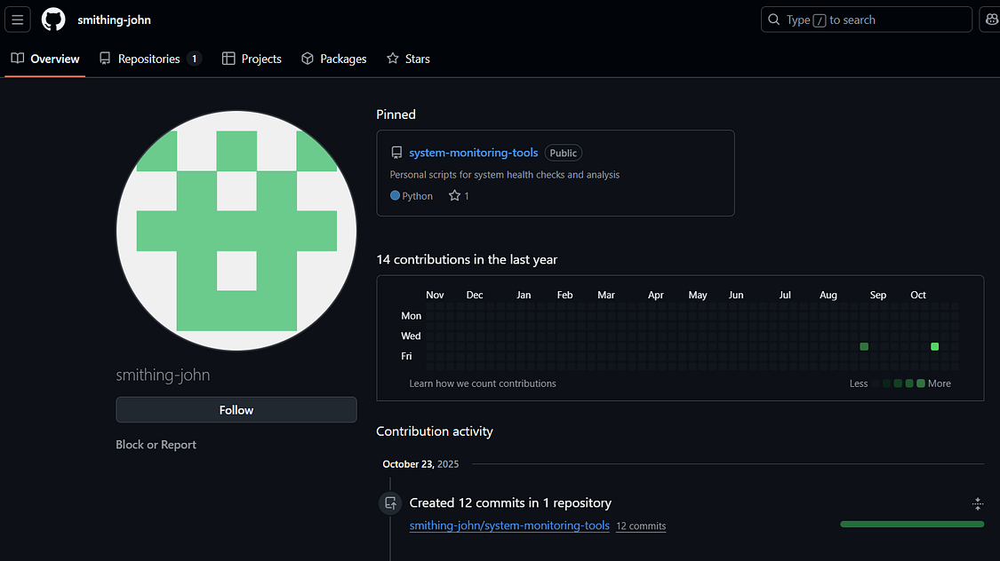 smithing-john
Type / to search
Overview
Repositories 1
Projects
Packages
Stars
smithing-john
Follow
Block or Report
Pinned
system-monitoring-tools Public
Personal scripts for system health checks and analysis
Python 1
14 contributions in the last year
Nov Dec Jan Feb Mar Apr May Jun Jul Aug Sep Oct
Mon
Wed
Fri
Learn how we count contributions
Less More
Contribution activity
October 23, 2025
Created 12 commits in 1 repository
smithing-john/system-monitoring-tools 12 commits